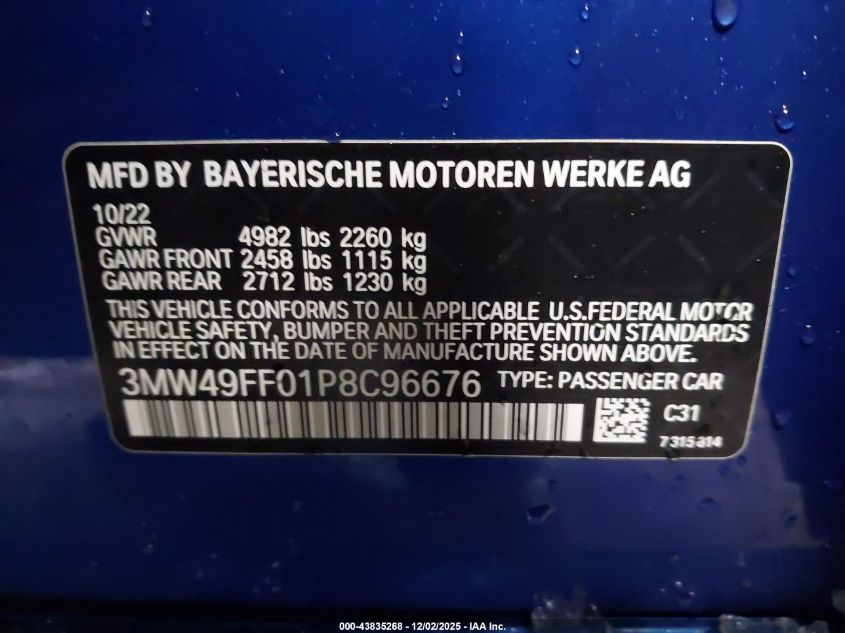 MFD BY BAYERISCHE MOTOREN WERKE AG
10/22
GVWR 4982 lbs 2260 kg
GAWR FRONT 2458 lbs 1115 kg
GAWR REAR 2712 lbs 1230 kg
THIS VEHICLE CONFORMS TO ALL APPLICABLE U.S.FEDERAL MOTOR
VEHICLE SAFETY, BUMPER AND THEFT PREVENTION STANDARDS
IN EFFECT ON THE DATE OF MANUFACTURE SHOWN ABOVE.
3MW49FF01P8C96676 TYPE: PASSENGER CAR
C31
7315814
000-43835268 - 12/02/2025 - IAA Inc.